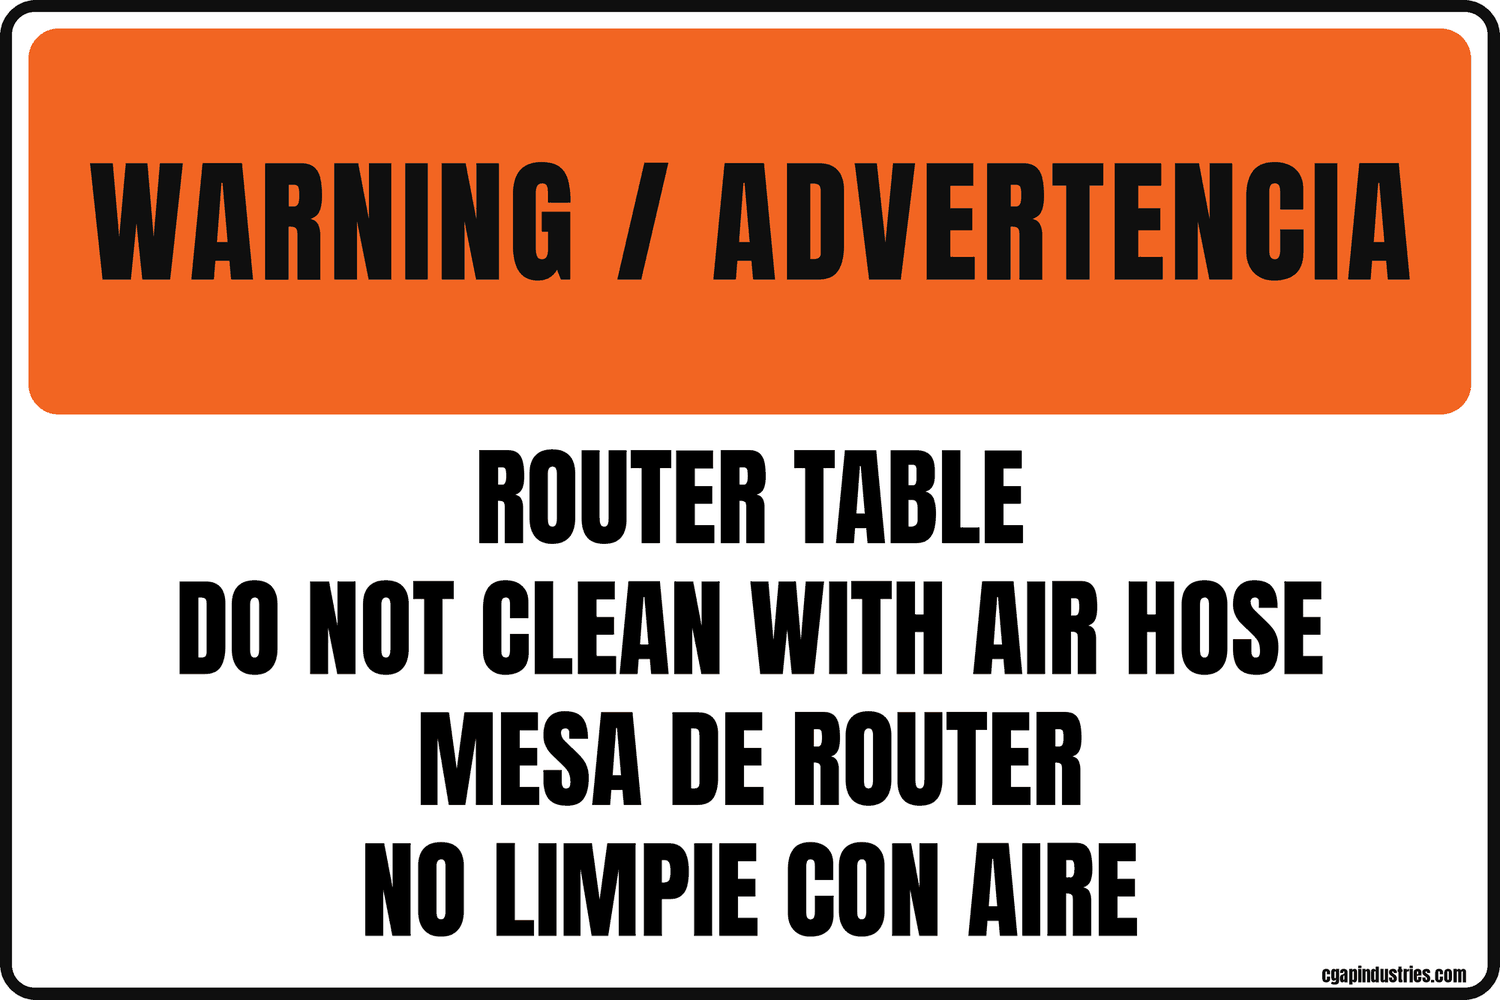 WARNING / ADVERTENCIA
ROUTER TABLE
DO NOT CLEAN WITH AIR HOSE
MESA DE ROUTER
NO LIMPIE CON AIRE
cgapindustries.com